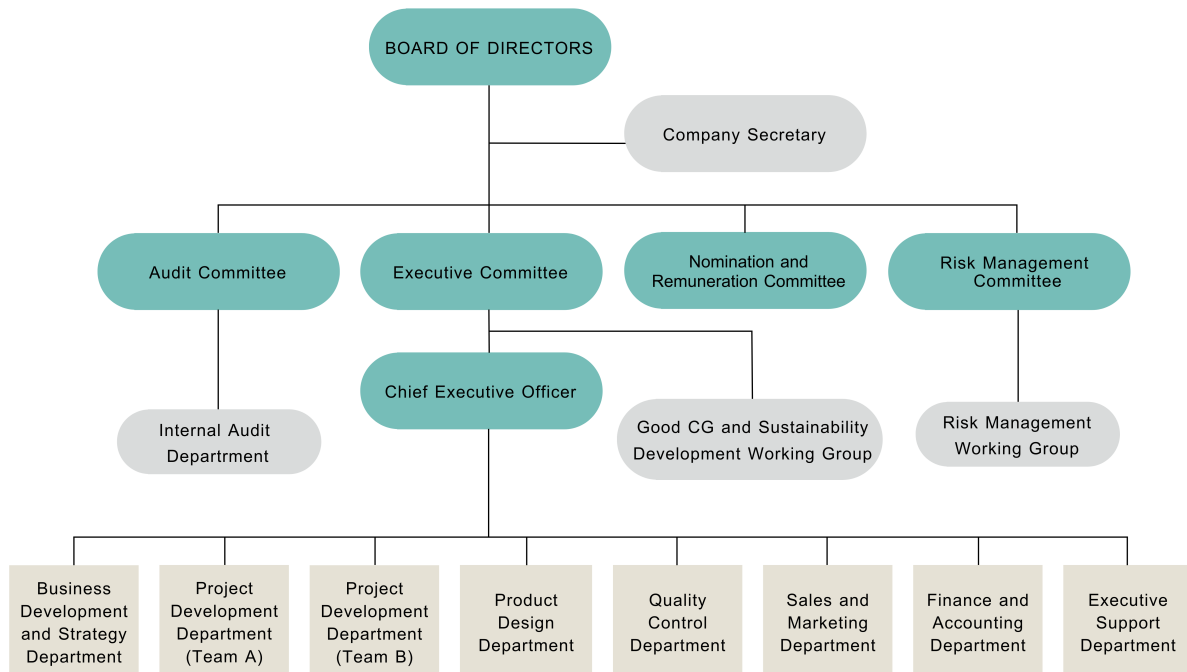 BOARD OF DIRECTORS
Company Secretary
Audit Committee
Executive Committee
Nomination and
Remuneration Committee
Risk Management
Committee
Chief Executive Officer
Internal Audit
Departrment
Good CG and Sustainability
Development Working Group
Risk Management
Working Group
Business
Development
and Strategy
Department
Project
Development
Department
(Team A)
Project
Development
Department
(Team B)
Product
Design
Department
Quality
Control
Department
Sales and
Marketing
Department
Finance and
Accounting
Department
Executive
Support
Department